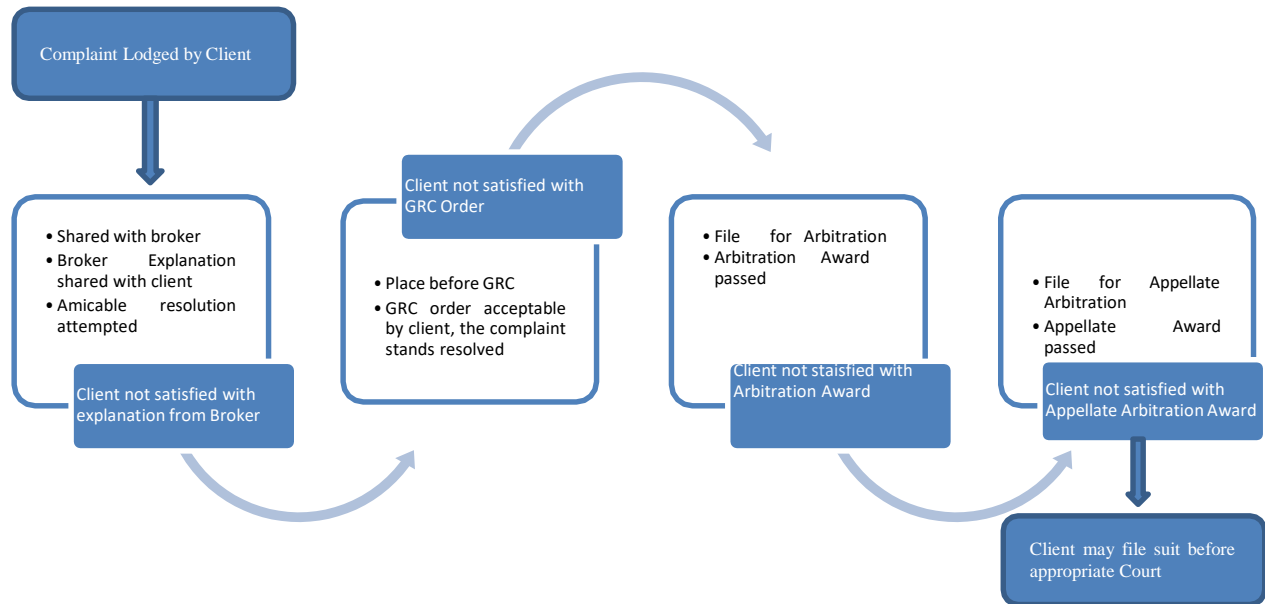 Complaint Lodged by Client
• Shared with broker
• Broker Explanation
shared with client
• Amicable resolution
attempted
Client not satisfied with
explanation from Broker
Client not satisfied with
GRC Order
• Place before GRC
• GRC order acceptable
by client, the complaint
stands resolved
• File for Arbitration
• Arbitration Award
passed
Client not staisfied with
Arbitration Award
• File for Appellate
Arbitration
• Appellate Award
passed
Client not satisfied with
Appellate Arbitration Award
Client may file suit before
appropriate Court